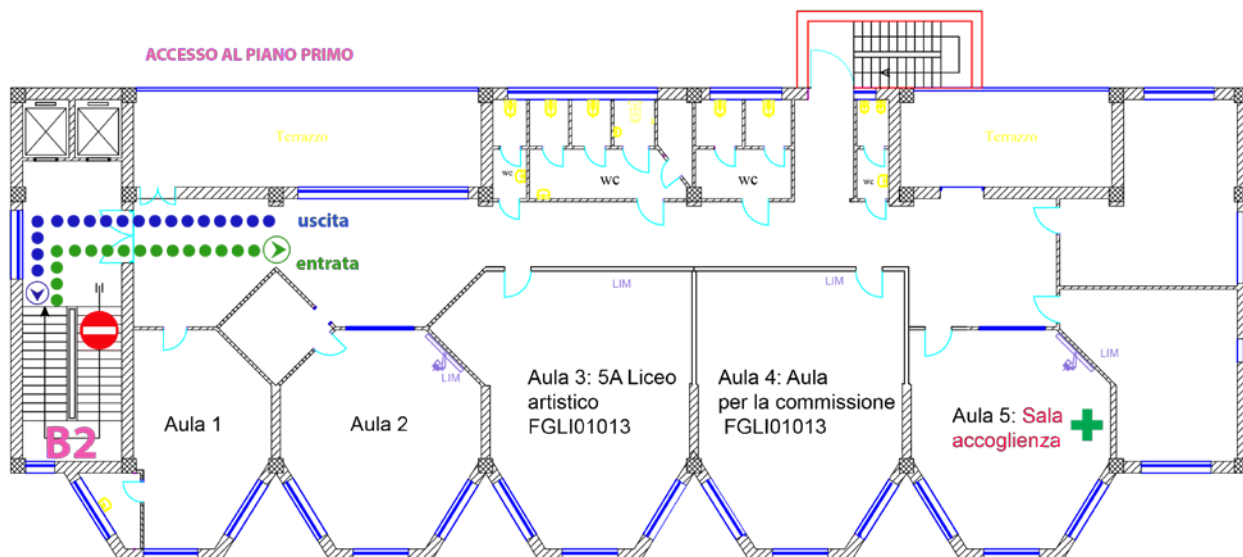 ACCESSO AL PIANO PRIMO
Terrazzo
Terrazzo
wc
wc
wc
wc
uscita
entrata
LIM
LIM
LIM
LIM
Aula 1
Aula 2
Aula 3: 5A Liceo
artistico
FGLI01013
Aula 4: Aula
per la commissione
FGLI01013
Aula 5: Sala
accoglienza
B2